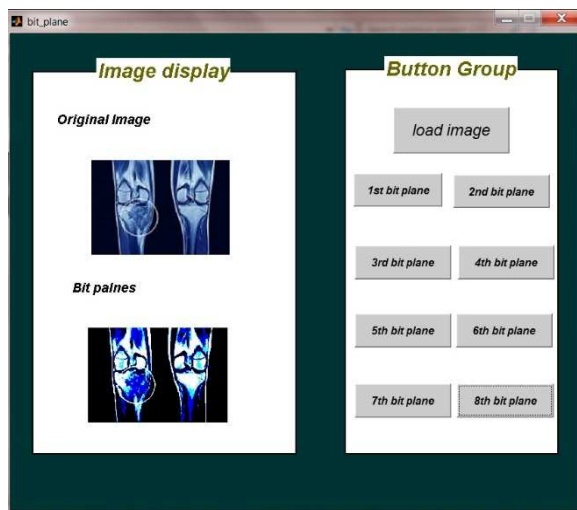 bit_plane
Image display
Original Image
Bit palnes
Button Group
load image
1st bit plane
2nd bit plane
3rd bit plane
4th bit plane
5th bit plane
6th bit plane
7th bit plane
8th bit plane